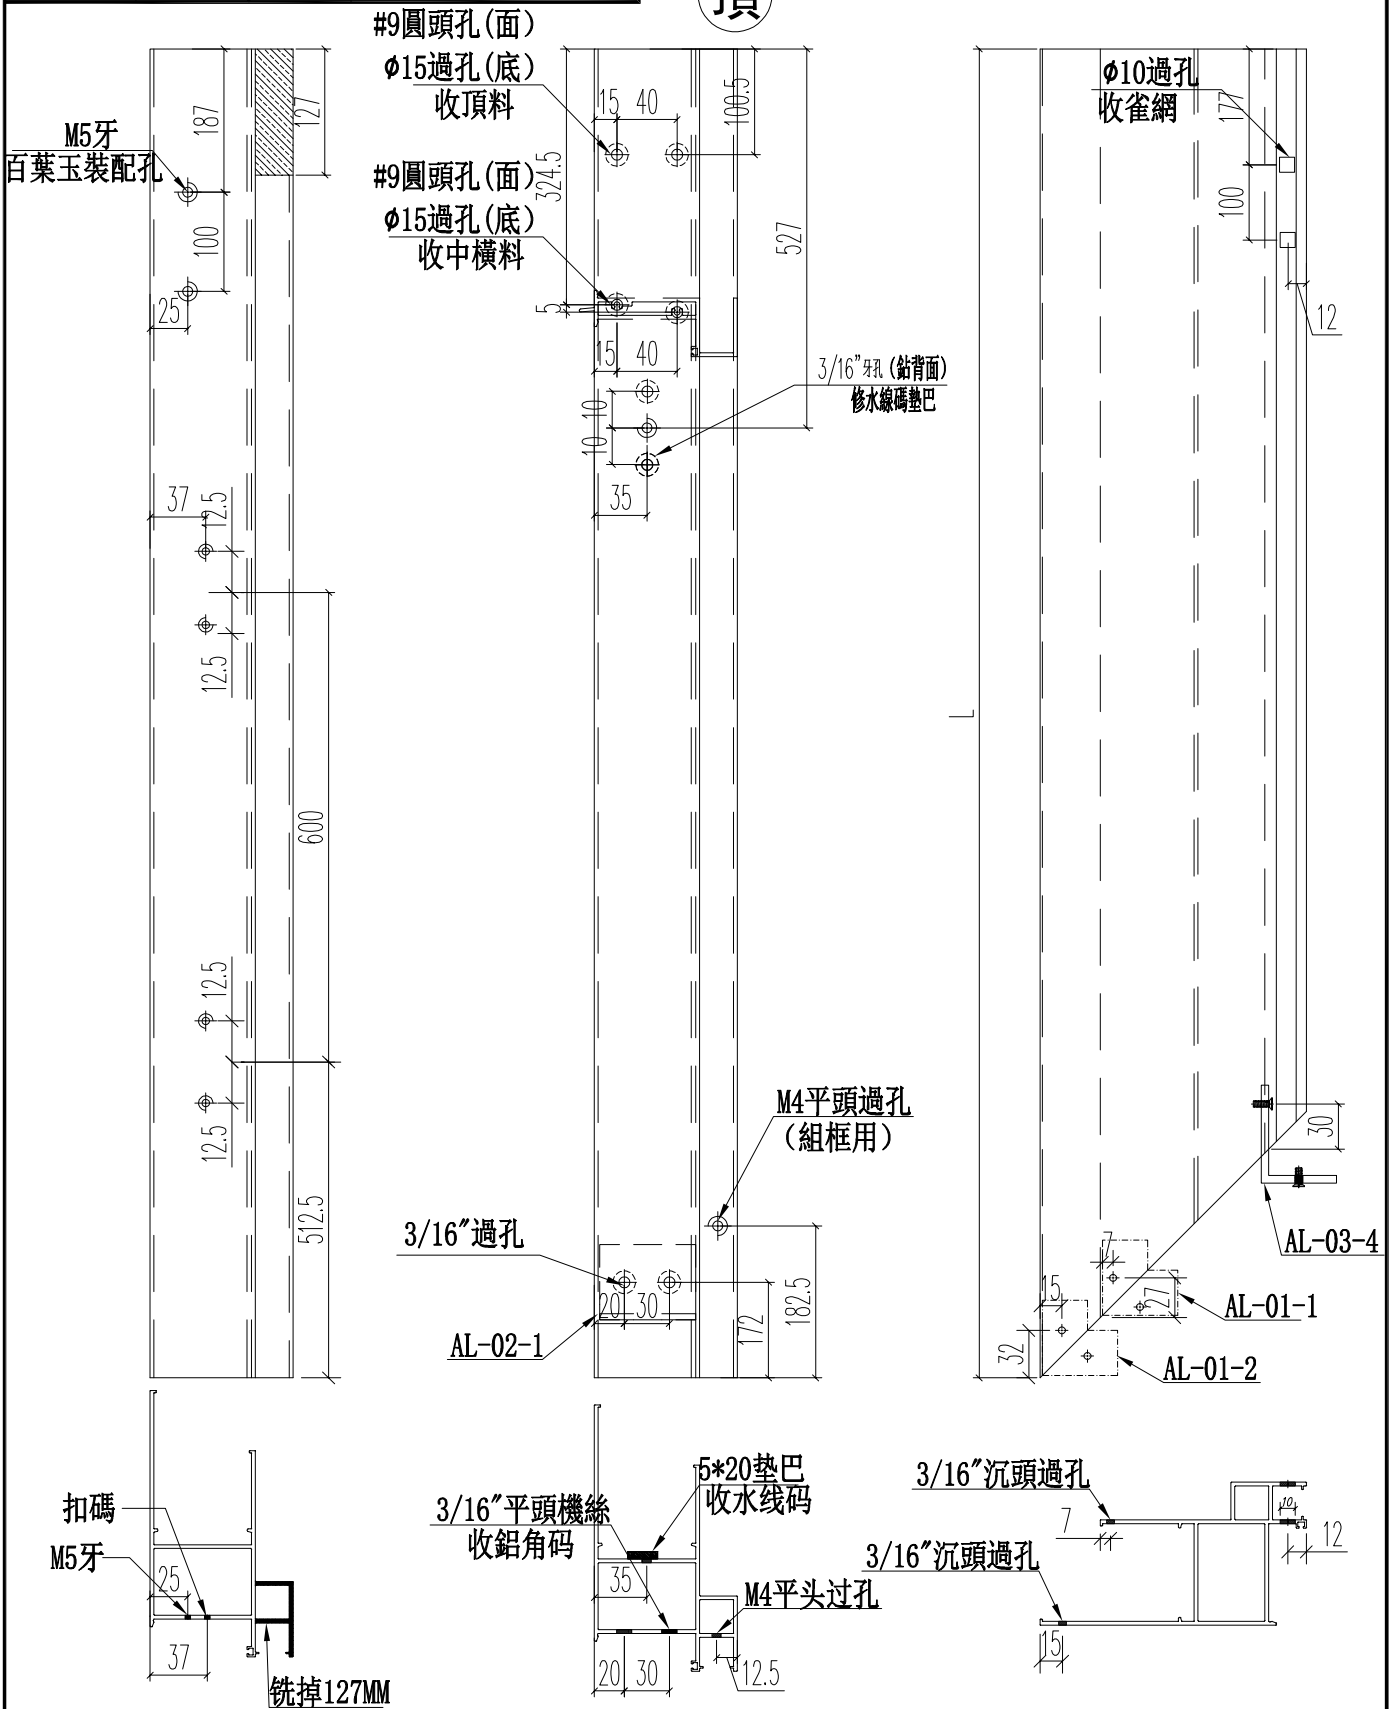 頂
#9圓頭孔(面)
ϕ15過孔(底)
收頂料
M5牙
百葉玉裝配孔
187
127
100
25
324.5
15
40
100.5
#9圓頭孔(面)
ϕ15過孔(底)
收中橫料
527
5
15
40
3/16"牙孔(鉆背面)
修水線碼墊巴
10
10
35
ϕ10過孔
收雀網
177
100
12
37
12.5
12.5
600
12.5
12.5
512.5
L
M4平頭過孔
(組框用)
3/16"過孔
20
30
AL-02-1
172
182.5
30
AL-03-4
7
15
27
AL-01-1
32
AL-01-2
扣碼
M5牙
25
37
铣掉127MM
5*20墊巴
收水线码
3/16"平頭機絲
收鋁角码
35
M4平头过孔
20
30
12.5
3/16"沉頭過孔
7
10
12
3/16"沉頭過孔
15